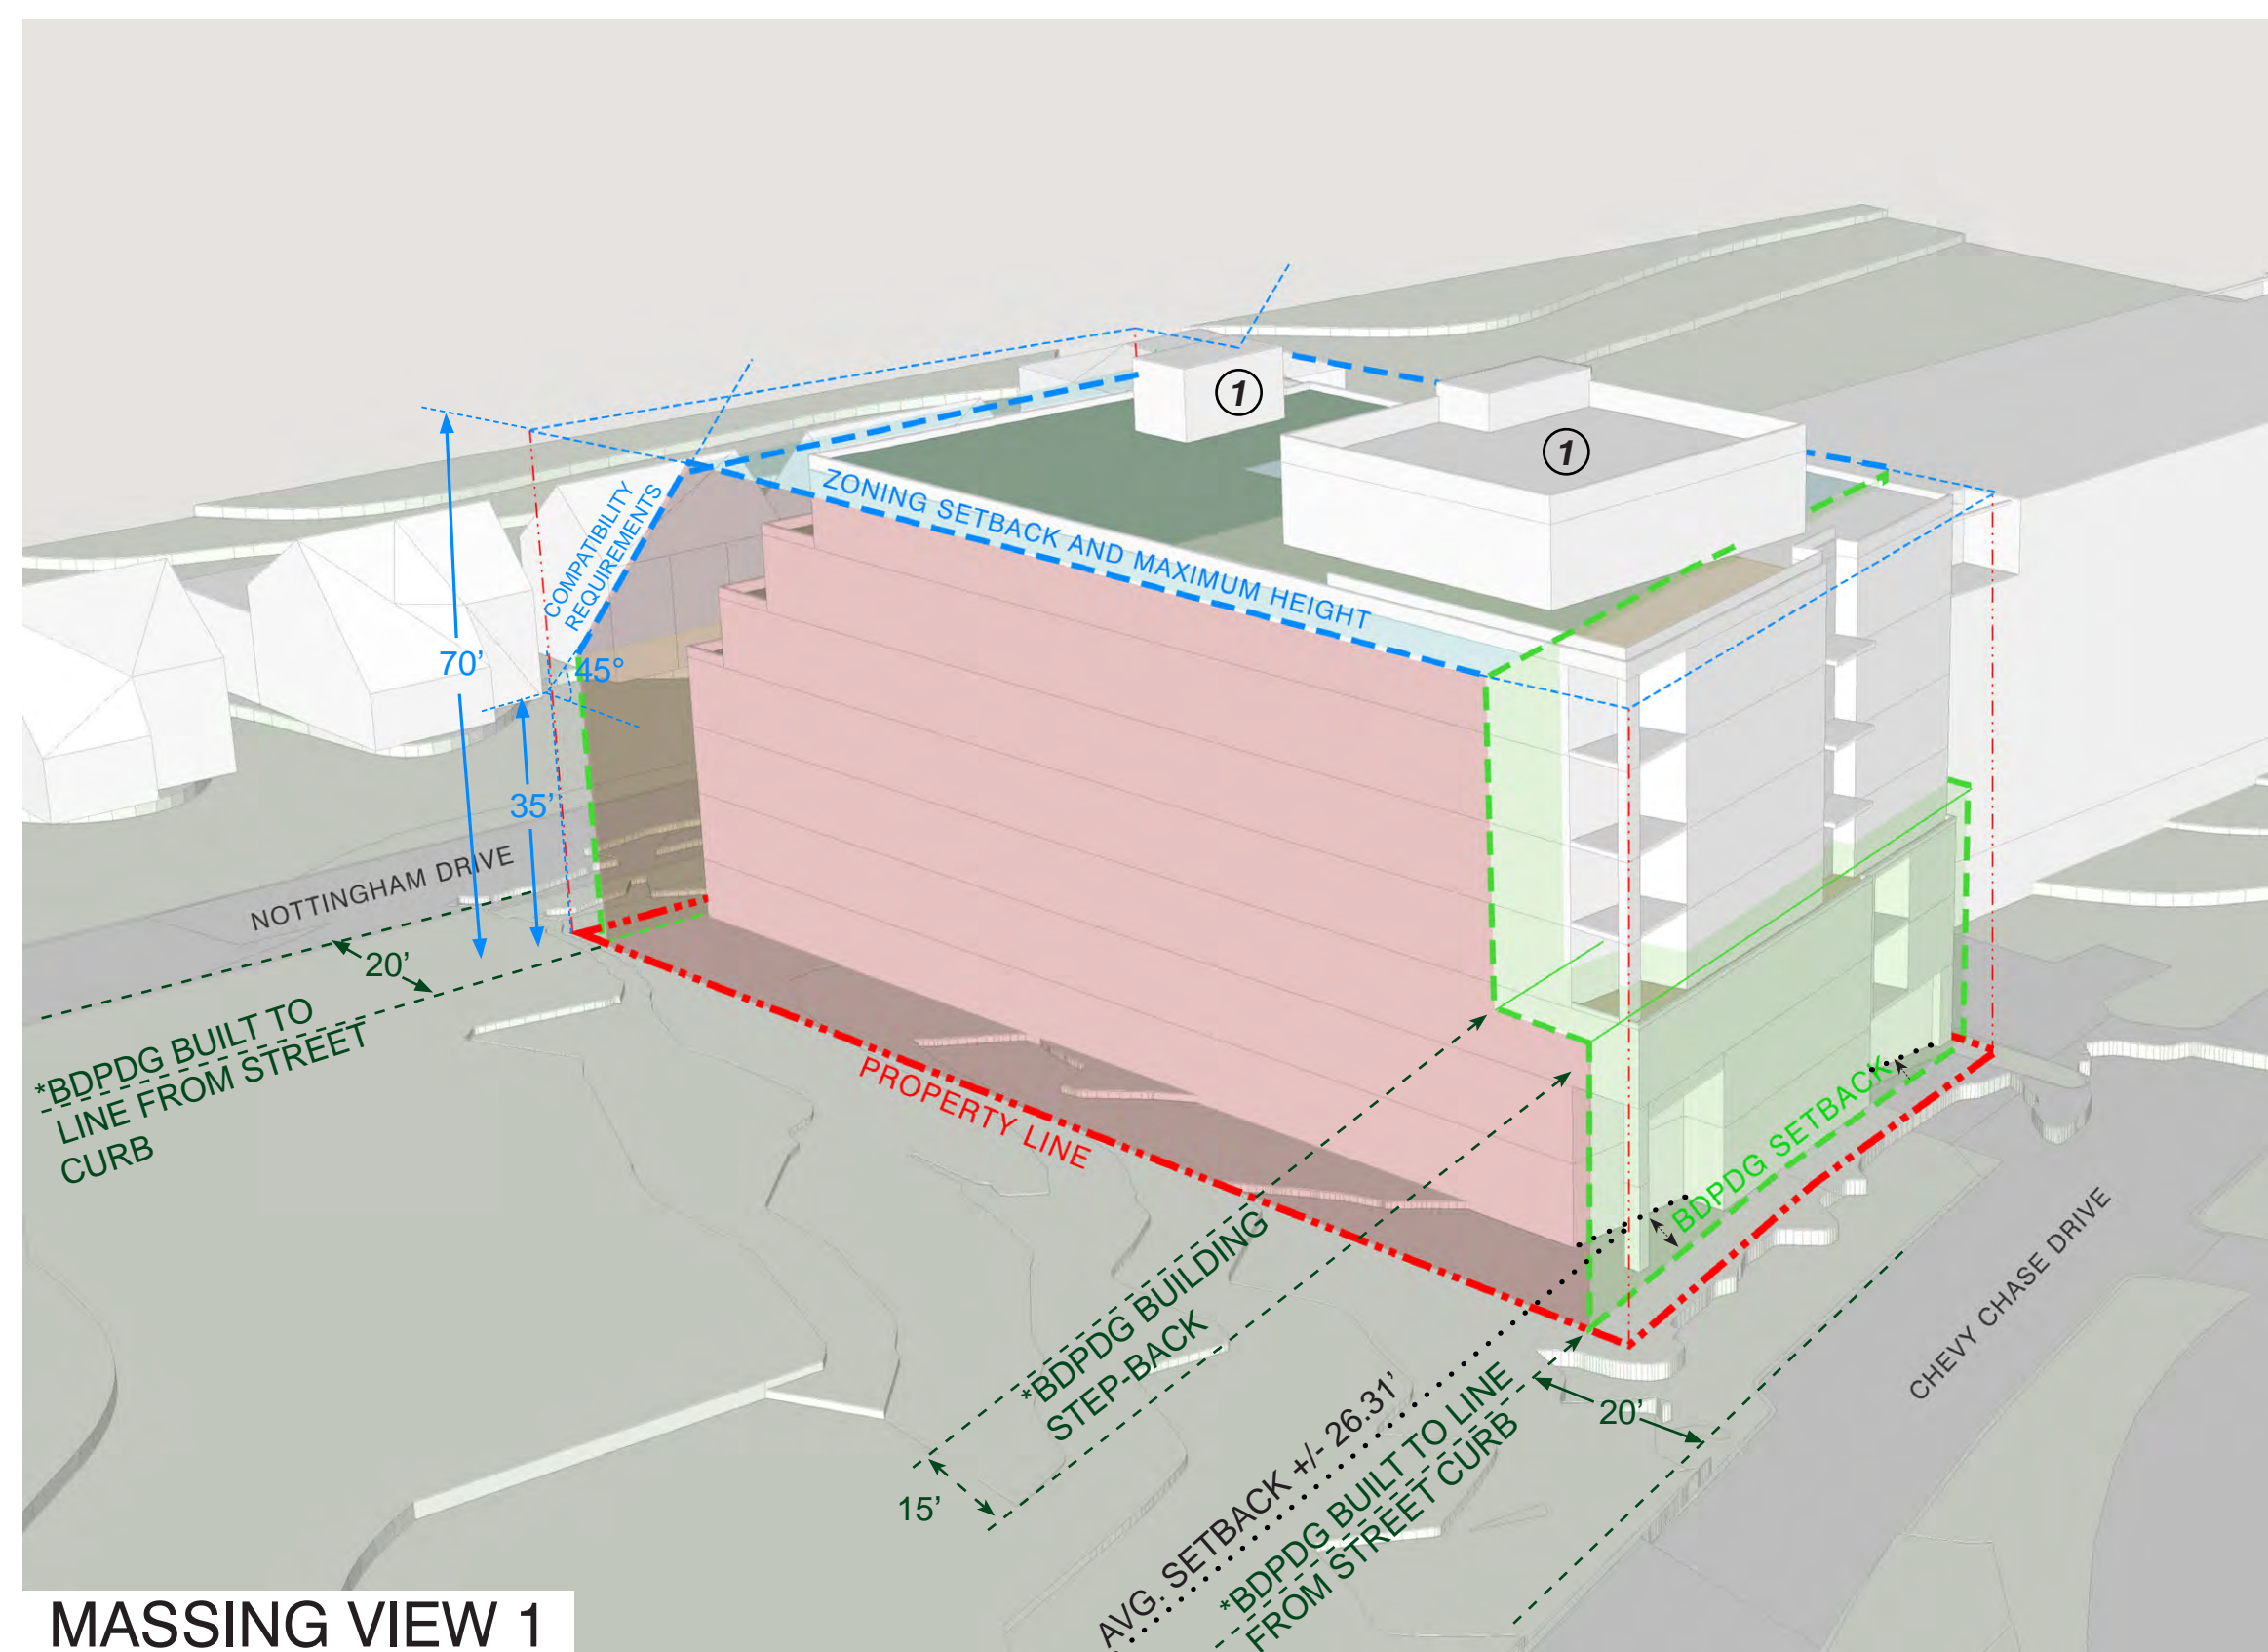 1
1
COMPATIBILITY
REQUIREMENTS
ZONING SETBACK AND MAXIMUM HEIGHT
70’
45°
35’
NOTTINGHAM DRIVE
20’
*BDPDG BUILT TO
LINE FROM STREET
CURB
PROPERTY LINE
BDPDG SETBACK
*BDPDG BUILDING
STEP-BACK
15’
AVG. SETBACK +/- 26.31’
*BDPDG BUILT TO LINE
FROM STREET CURB
20’
CHEVY CHASE DRIVE
MASSING VIEW 1